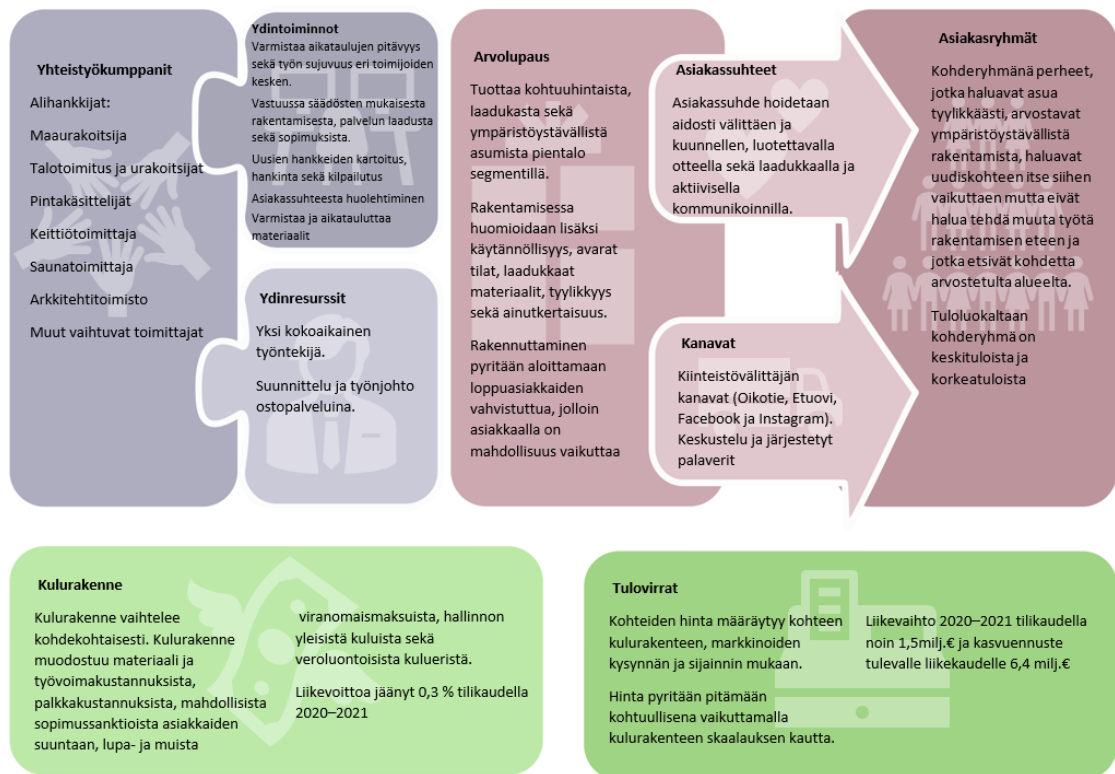 Yhteistyökumppanit
Alihankkijat:
Maaurakoitsija
Talotoimitus ja urakoitsijat
Pintakäsittelijät
Keittiötoimittaja
Saunatoimittaja
Arkkitehtitoimisto
Muut vaihtuvat toimittajat
Ydintoiminnot
Varmistaa aikataulujen pitävyys
sekä työn sujuvuus eri toimijoiden
kesken.
Vastuussa säädösten mukaisesta
rakentamisesta, palvelun laadusta
sekä sopimuksista.
Uusien hankkeiden kartoitus,
hankinta sekä kilpailutus
Asiakassuhteesta huolehtiminen
Varmistaa ja aikatauluttaa
materiaalit
Ydinresurssit
Yksi kokoaikainen
työntekijä.
Suunnittelu ja työnjohto
ostopalveluina.
Arvolupaus
Tuottaa kohtuuhintaista,
laadukasta sekä
ympäristöystävällistä
asumista pientalo
segmentillä.
Rakentamisessa
huomioidaan lisäksi
käytännöllisyys, avarat
tilat, laadukkaat
materiaalit, tyylikkyys
sekä ainutkertaisuus.
Rakennuttaminen
pyritään aloittamaan
loppuasiakkaiden
vahvistuttua, jolloin
asiakkaalla on
mahdollisuus vaikuttaa
Asiakassuhteet
Asiakassuhde hoidetaan
aidosti välittäen ja
kuunnellen, luotettavalla
otteella sekä laadukkaalla ja
aktiivisella
kommunikoinnilla.
Kanavat
Kiinteistövälittäjän
kanavat (Oikotie, Etuovi,
Facebook ja Instagram).
Keskustelu ja järjestetyt
palaverit
Asiakasryhmät
Kohderyhmänä perheet,
jotka haluavat asua
tyylikkäästi, arvostavat
ympäristöystävällistä
rakentamista, haluavat
uudiskohteen itse siihen
vaikuttaen mutta eivät
halua tehdä muuta työtä
rakentamisen eteen ja
jotka etsivät kohdetta
arvostetulta alueelta.
Tuloluokaltaan
kohderyhmä on
keskituloista ja
korkeatuloista
Kulurakenne
Kulurakenne vaihtelee
kohdekohtaisesti. Kulurakenne
muodostuu materiaali ja
työvoimakustannuksista,
palkkakustannuksista, mahdollisista
sopimussanktioista asiakkaiden
suuntaan, lupa- ja muista
viranomaismaksuista, hallinnon
yleisistä kuluista sekä
veroluontoisista kulueristä.
Liikevoittoa jäänyt 0,3 % tilikaudella
2020–2021
Tulovirrat
Kohteiden hinta määräytyy kohteen
kulurakenteen, markkinoiden
kysynnän ja sijainnin mukaan.
Hinta pyritään pitämään
kohtuullisena vaikuttamalla
kulurakenteen skaalauksen kautta.
Liikevaihto 2020–2021 tilikaudella
noin 1,5milj.€ ja kasvuennuste
tulevalle liikekaudelle 6,4 milj.€